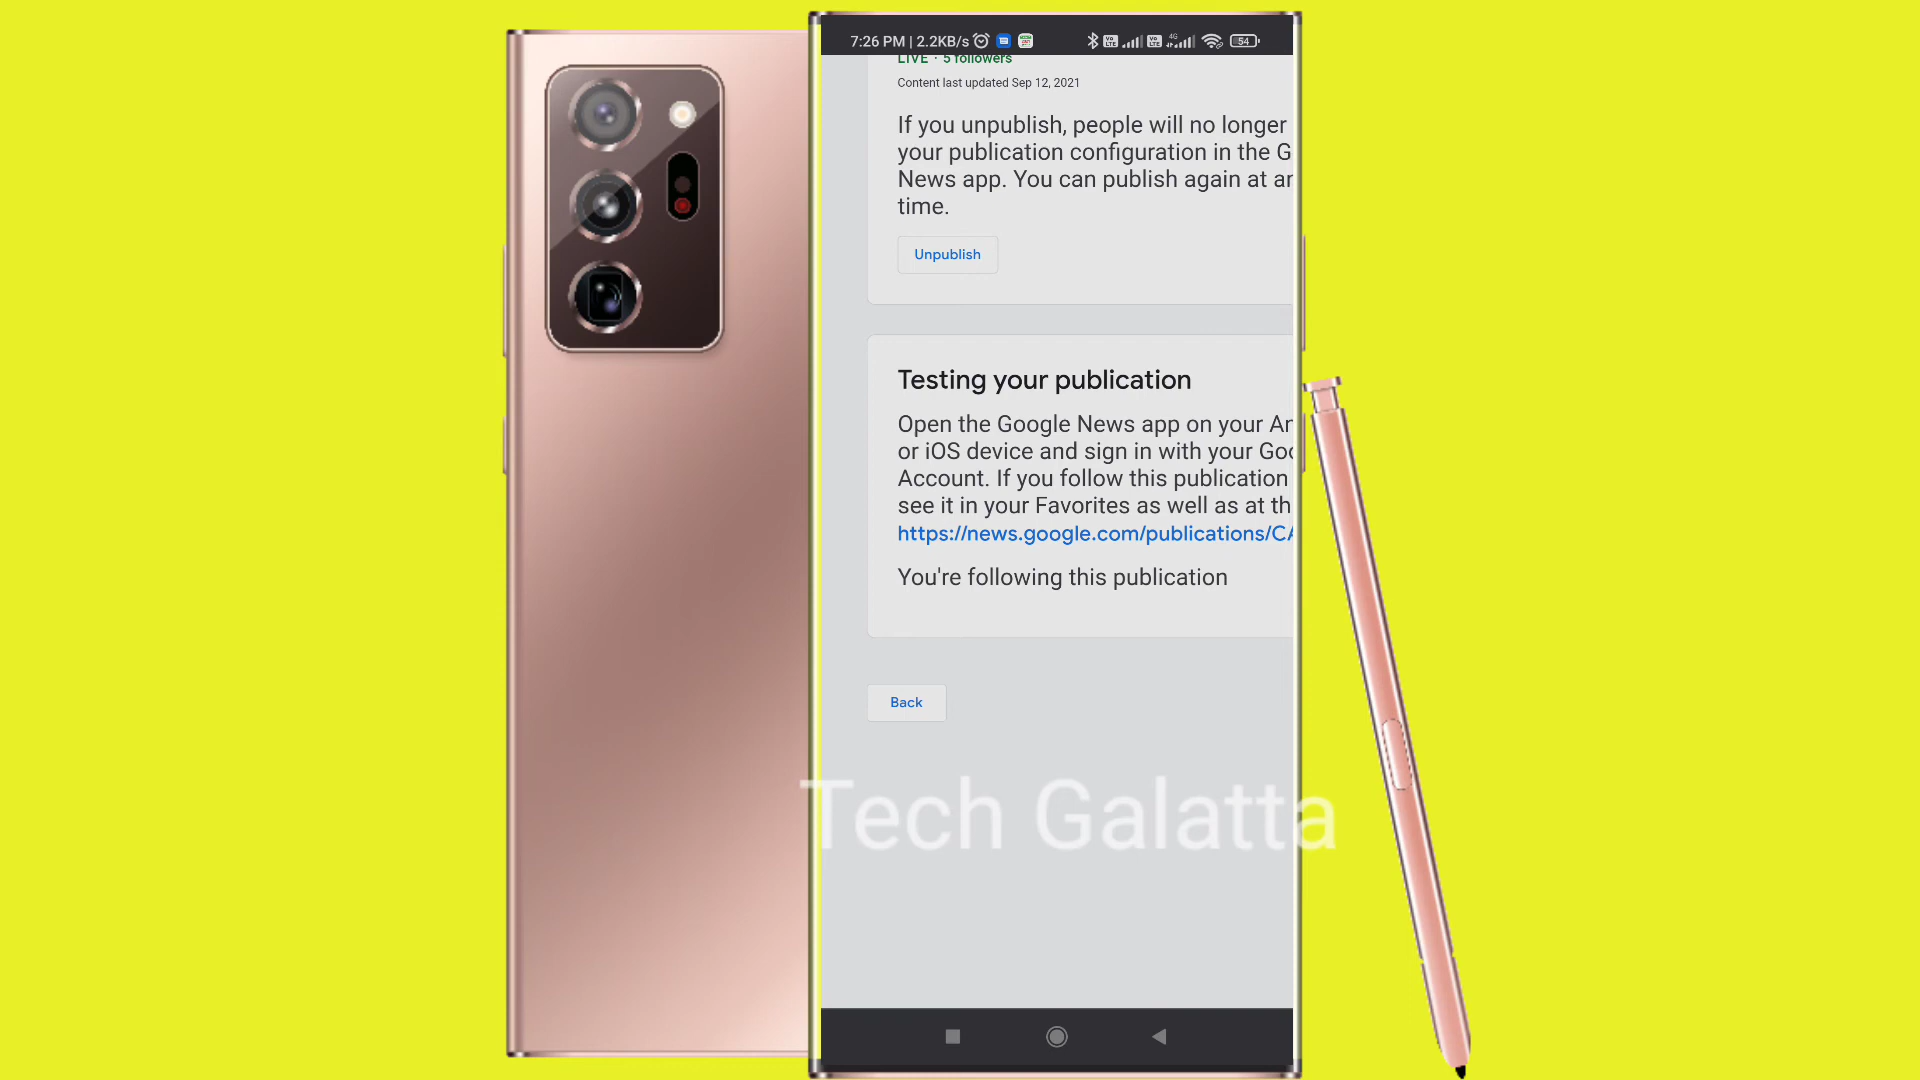 7:26 PM | 2.2KB/s
4G
54
LIVE · 5 followers
Content last updated Sep 12, 2021
If you unpublish, people will no longer
your publication configuration in the G
News app. You can publish again at an
time.
Unpublish
Testing your publication
Open the Google News app on your An
or iOS device and sign in with your Goo
Account. If you follow this publication
see it in your Favorites as well as at th
https://news.google.com/publications/CA
You're following this publication
Back
Tech Galatta